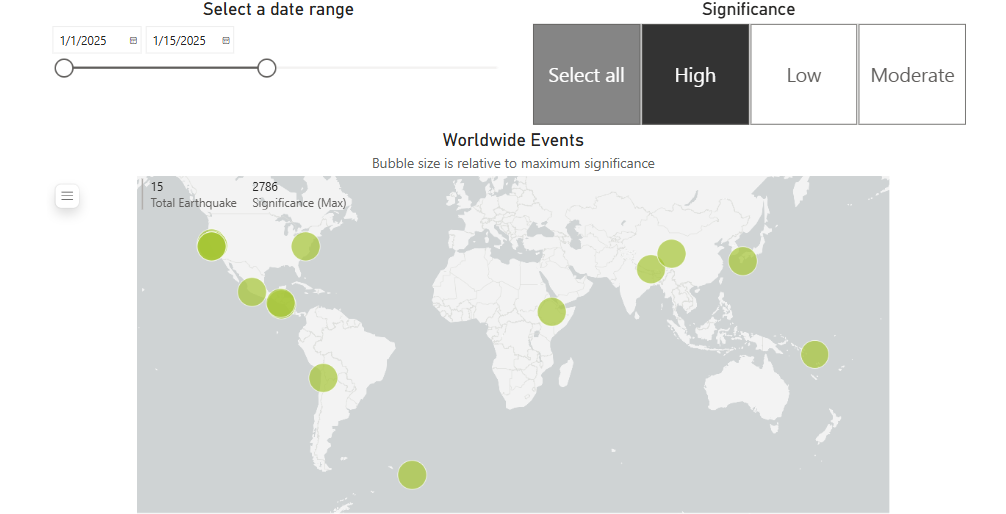 Select a date range
1/1/2025
1/15/2025
Significance
Select all
High
Low
Moderate
Worldwide Events
Bubble size is relative to maximum significance
15
Total Earthquake
2786
Significance (Max)